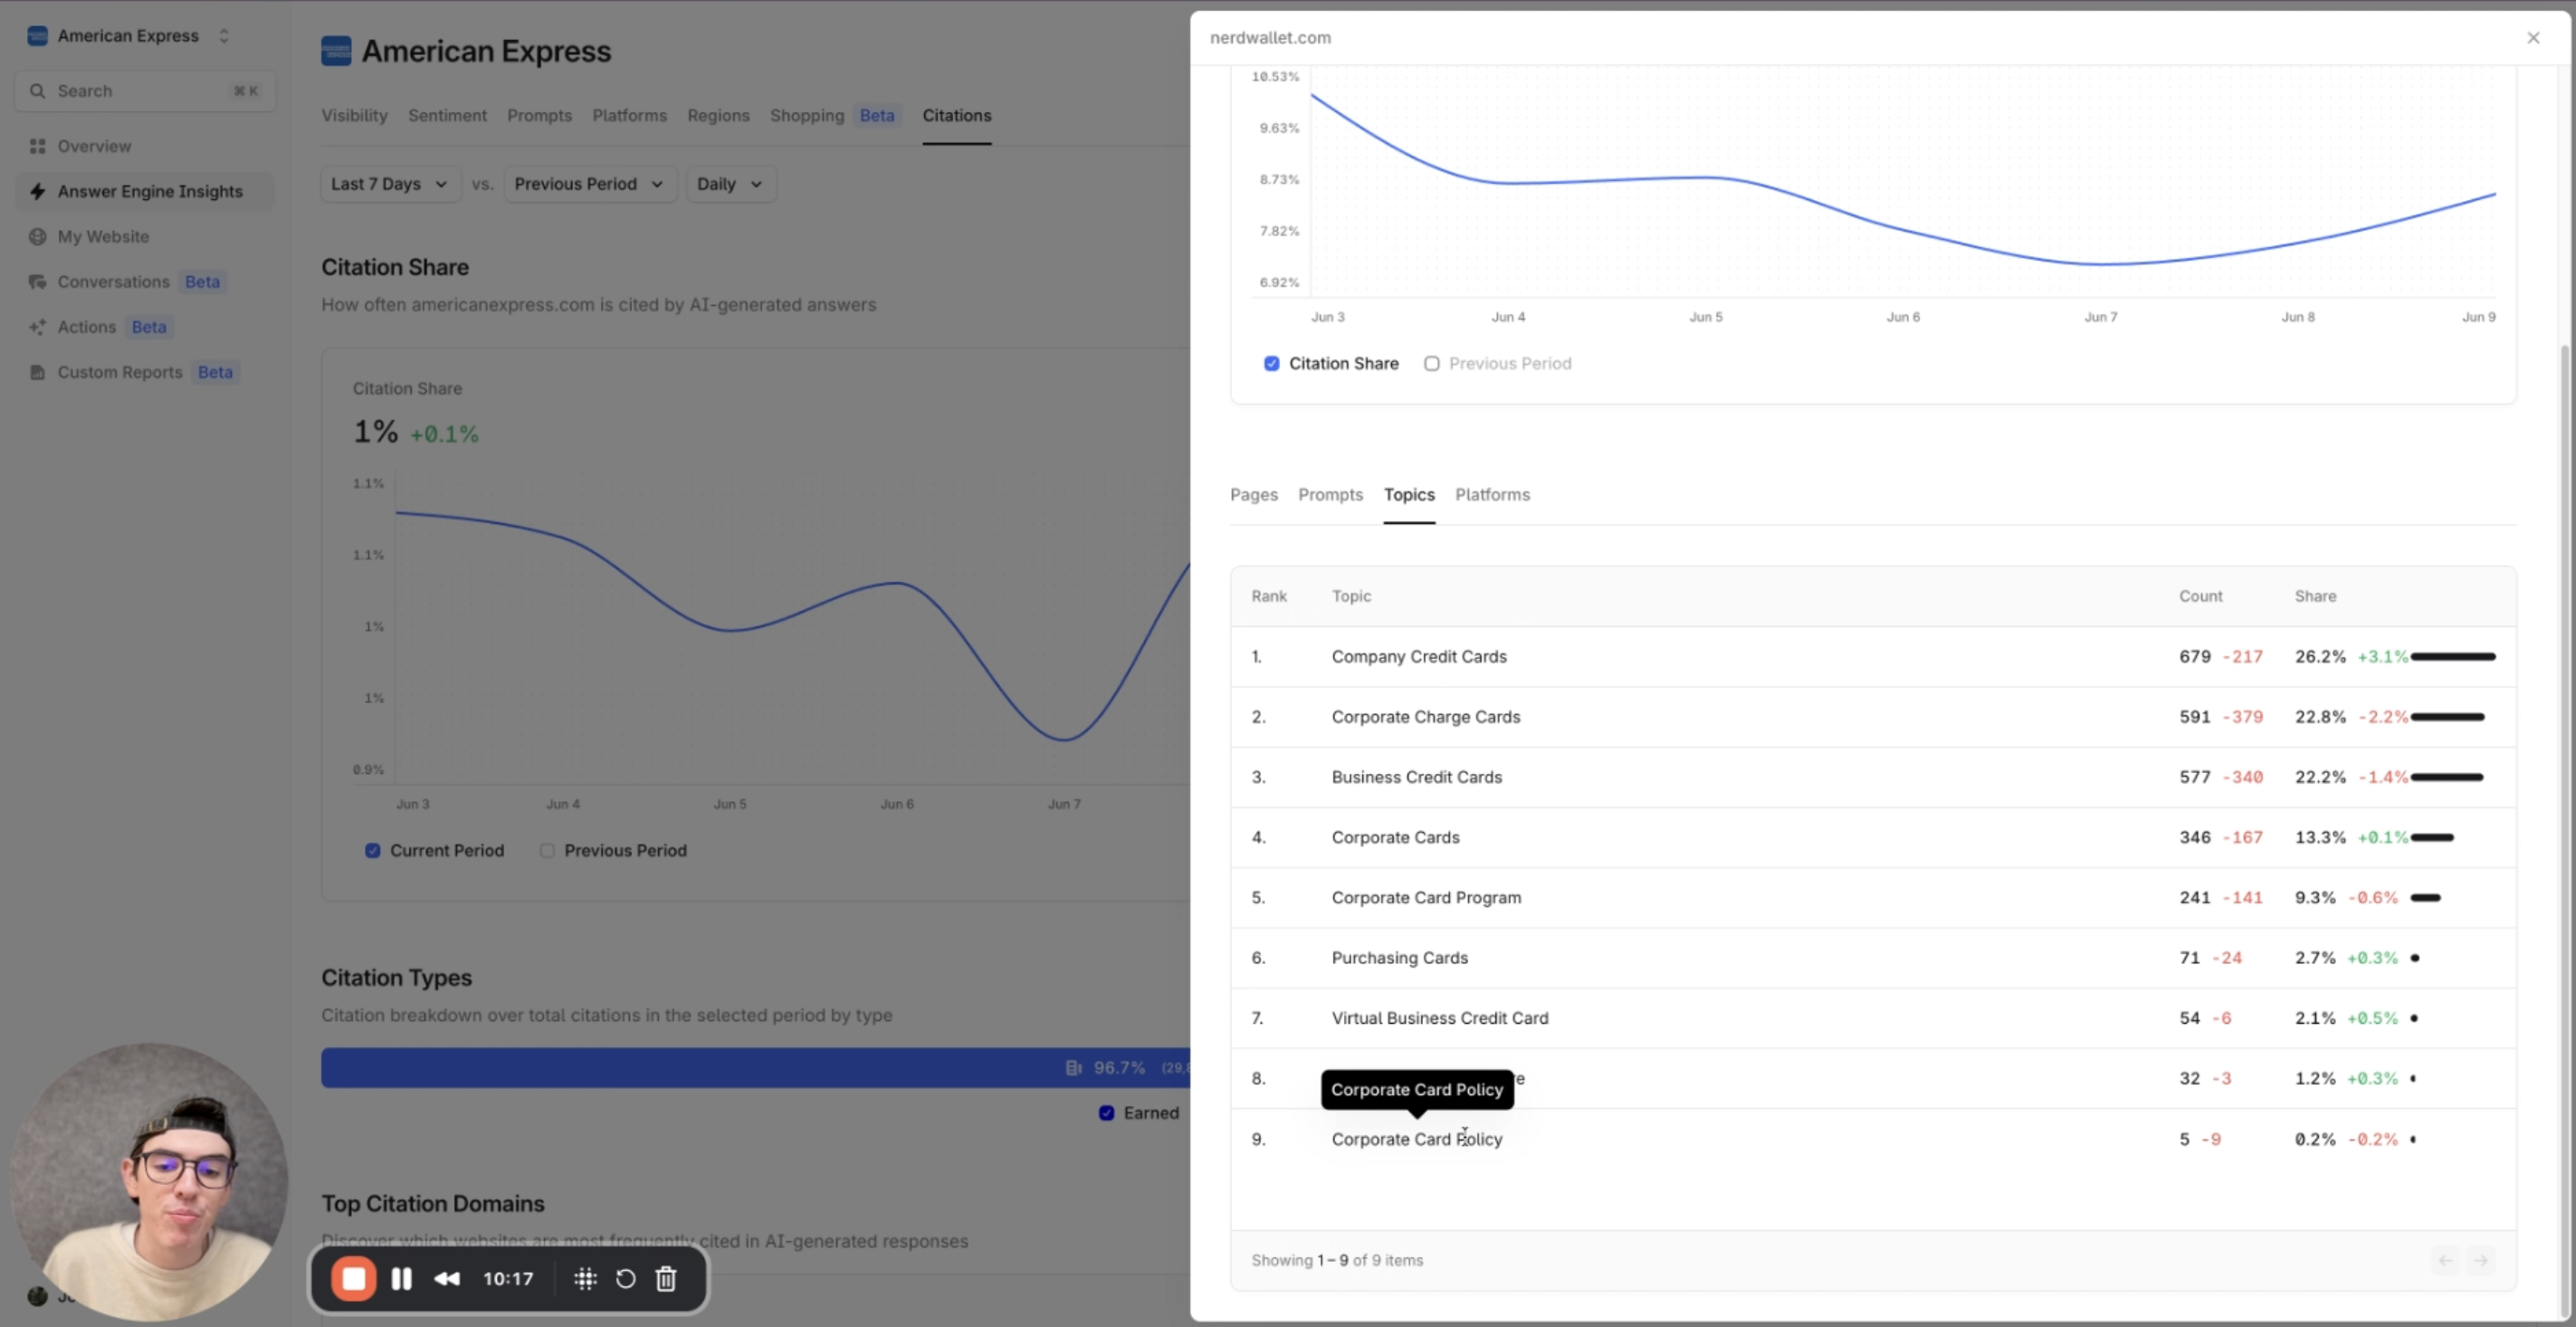 American Express
Search ⌘ K
Overview
Answer Engine Insights
My Website
Conversations Beta
Actions Beta
Custom Reports Beta
American Express
Visibility Sentiment Prompts Platforms Regions Shopping Beta Citations
Last 7 Days vs. Previous Period Daily
Citation Share
How often americanexpress.com is cited by AI-generated answers
Citation Share
1% +0.1%
1.1%
1.1%
1%
1%
0.9%
Jun 3 Jun 4 Jun 5 Jun 6 Jun 7
Current Period Previous Period
Citation Types
Citation breakdown over total citations in the selected period by type
96.7%
Earned
Top Citation Domains
Discover which websites are most frequently cited in AI-generated responses
10:17
nerdwallet.com
10.53%
9.63%
8.73%
7.82%
6.92%
Jun 3 Jun 4 Jun 5 Jun 6 Jun 7 Jun 8 Jun 9
Citation Share Previous Period
Pages Prompts Topics Platforms
Rank Topic Count Share
1. Company Credit Cards 679 -217 26.2% +3.1%
2. Corporate Charge Cards 591 -379 22.8% -2.2%
3. Business Credit Cards 577 -340 22.2% -1.4%
4. Corporate Cards 346 -167 13.3% +0.1%
5. Corporate Card Program 241 -141 9.3% -0.6%
6. Purchasing Cards 71 -24 2.7% +0.3%
7. Virtual Business Credit Card 54 -6 2.1% +0.5%
8. 32 -3 1.2% +0.3%
Corporate Card Policy
9. Corporate Card Policy 5 -9 0.2% -0.2%
Showing 1 – 9 of 9 items